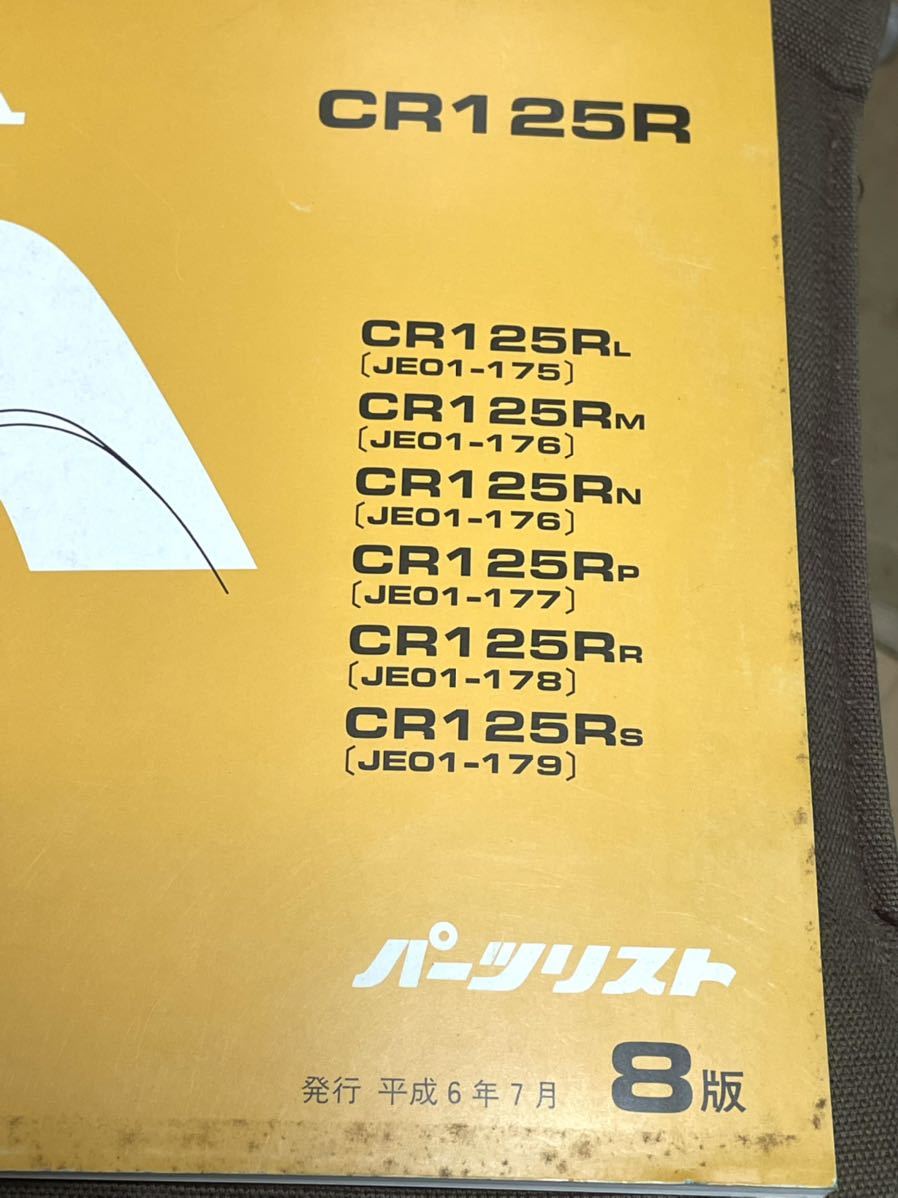 CR125R
CR125RL
〔JE01-175〕
CR125RM
〔JE01-176〕
CR125RN
〔JE01-176〕
CR125RP
〔JE01-177〕
CR125RR
〔JE01-178〕
CR125RS
〔JE01-179〕
パーツリスト
発行 平成6年7月 8版